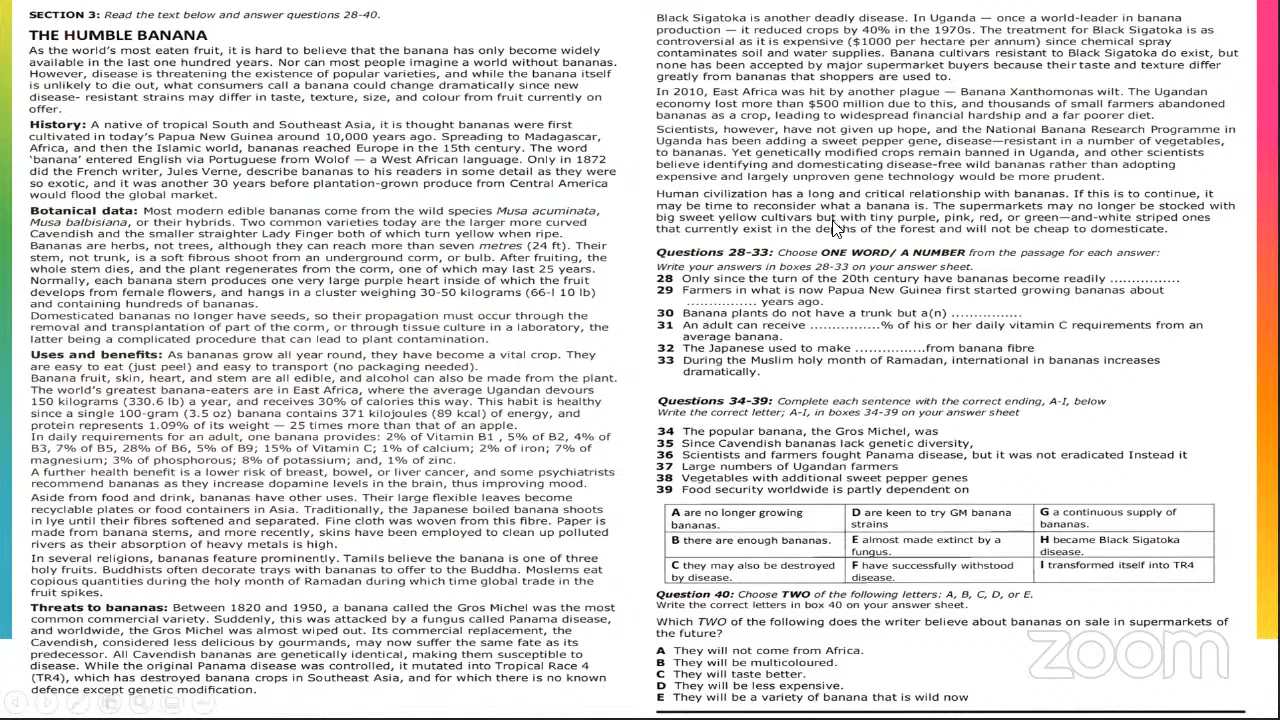 SECTION 3: Read the text below and answer questions 28-40.
THE HUMBLE BANANA
As the world's most eaten fruit, it is hard to believe that the banana has only become widely
available in the last one hundred years. Nor can most people imagine a world without bananas.
However, disease is threatening the existence of popular varieties, and while the banana itself
is unlikely to die out, what consumers call a banana could change dramatically since new
disease- resistant strains may differ in taste, texture, size, and colour from fruit currently on
offer.
History: A native of tropical South and Southeast Asia, it is thought bananas were first
cultivated in today's Papua New Guinea around 10,000 years ago. Spreading to Madagascar,
Africa, and then the Islamic world, bananas reached Europe in the 15th century. The word
'banana' entered English via Portuguese from Wolof — a West African language. Only in 1872
did the French writer, Jules Verne, describe bananas to his readers in some detail as they were
so exotic, and it was another 30 years before plantation-grown produce from Central America
would flood the global market.
Botanical data: Most modern edible bananas come from the wild species Musa acuminata,
Musa balbisiana, or their hybrids. Two common varieties today are the larger more curved
Cavendish and the smaller straighter Lady Finger both of which turn yellow when ripe.
Bananas are herbs, not trees, although they can reach more than seven metres (24 ft). Their
stem, not trunk, is a soft fibrous shoot from an underground corm, or bulb. After fruiting, the
whole stem dies, and the plant regenerates from the corm, one of which may last 25 years.
Normally, each banana stem produces one very large purple heart inside of which the fruit
develops from female flowers, and hangs in a cluster weighing 30-50 kilograms (66-l 10 lb)
and containing hundreds of bananas.
Domesticated bananas no longer have seeds, so their propagation must occur through the
removal and transplantation of part of the corm, or through tissue culture in a laboratory, the
latter being a complicated procedure that can lead to plant contamination.
Uses and benefits: As bananas grow all year round, they have become a vital crop. They
are easy to eat (just peel) and easy to transport (no packaging needed).
Banana fruit, skin, heart, and stem are all edible, and alcohol can also be made from the plant.
The world's greatest banana-eaters are in East Africa, where the average Ugandan devours
150 kilograms (330.6 lb) a year, and receives 30% of calories this way. This habit is healthy
since a single 100-gram (3.5 oz) banana contains 371 kilojoules (89 kcal) of energy, and
protein represents 1.09% of its weight — 25 times more than that of an apple.
In daily requirements for an adult, one banana provides: 2% of Vitamin B1 , 5% of B2, 4% of
B3, 7% of B5, 28% of B6, 5% of B9; 15% of Vitamin C; 1% of calcium; 2% of iron; 7% of
magnesium; 3% of phosphorus; 8% of potassium; and, 1% of zinc.
A further health benefit is a lower risk of breast, bowel, or liver cancer, and some psychiatrists
recommend bananas as they increase dopamine levels in the brain, thus improving mood.
Aside from food and drink, bananas have other uses. Their large flexible leaves become
recyclable plates or food containers in Asia. Traditionally, the Japanese boiled banana shoots
in lye until their fibres softened and separated. Fine cloth was woven from this fibre. Paper is
made from banana stems, and more recently, skins have been employed to clean up polluted
rivers as their absorption of heavy metals is high.
In several religions, bananas feature prominently. Tamils believe the banana is one of three
holy fruits. Buddhists often decorate trays with bananas to offer to the Buddha. Moslems eat
copious quantities during the holy month of Ramadan during which time global trade in the
fruit spikes.
Threats to bananas: Between 1820 and 1950, a banana called the Gros Michel was the most
common commercial variety. Suddenly, this was attacked by a fungus called Panama disease,
and worldwide, the Gros Michel was almost wiped out. Its commercial replacement, the
Cavendish, considered less delicious by gourmands, may now suffer the same fate as its
predecessor. All Cavendish bananas are genetically identical, making them susceptible to
disease. While the original Panama disease was controlled, it mutated into Tropical Race 4
(TR4), which has destroyed banana crops in Southeast Asia, and for which there is no known
defence except genetic modification.
Black Sigatoka is another deadly disease. In Uganda — once a world-leader in banana
production — it reduced crops by 40% in the 1970s. The treatment for Black Sigatoka is as
controversial as it is expensive ($1000 per hectare per annum) since chemical spray
contaminates soil and water supplies. Banana cultivars resistant to Black Sigatoka do exist, but
none has been accepted by major supermarket buyers because their taste and texture differ
greatly from bananas that shoppers are used to.
In 2010, East Africa was hit by another plague — Banana Xanthomonas wilt. The Ugandan
economy lost more than $500 million due to this, and thousands of small farmers abandoned
bananas as a crop, leading to widespread financial hardship and a far poorer diet.
Scientists, however, have not given up hope, and the National Banana Research Programme in
Uganda has been adding a sweet pepper gene, disease—resistant in a number of vegetables,
to bananas. Yet genetically modified crops remain banned in Uganda, and other scientists
believe identifying and domesticating disease-free wild bananas rather than adopting
expensive and largely unproven gene technology would be more prudent.
Human civilization has a long and critical relationship with bananas. If this is to continue, it
may be time to reconsider what a banana is. The supermarkets may no longer be stocked with
big sweet yellow cultivars but with tiny purple, pink, red, or green—and-white striped ones
that currently exist in the depths of the forest and will not be cheap to domesticate.
Questions 28-33: Choose ONE WORD/ A NUMBER from the passage for each answer:
Write your answers in boxes 28-33 on your answer sheet.
28 Only since the turn of the 20th century have bananas become readily ...............
29 Farmers in what is now Papua New Guinea first started growing bananas about
............... years ago.
30 Banana plants do not have a trunk but a(n) ...............
31 An adult can receive ...............% of his or her daily vitamin C requirements from an
average banana.
32 The Japanese used to make ...............from banana fibre
33 During the Muslim holy month of Ramadan, international in bananas increases
dramatically.
Questions 34-39: Complete each sentence with the correct ending, A-I, below
Write the correct letter; A-I, in boxes 34-39 on your answer sheet
34 The popular banana, the Gros Michel, was
35 Since Cavendish bananas lack genetic diversity,
36 Scientists and farmers fought Panama disease, but it was not eradicated Instead it
37 Large numbers of Ugandan farmers
38 Vegetables with additional sweet pepper genes
39 Food security worldwide is partly dependent on
A are no longer growing
bananas.
D are keen to try GM banana
strains
G a continuous supply of
bananas.
B there are enough bananas.
E almost made extinct by a
fungus.
H became Black Sigatoka
disease.
C they may also be destroyed
by disease.
F have successfully withstood
disease.
I transformed itself into TR4
Question 40: Choose TWO of the following letters: A, B, C, D, or E.
Write the correct letters in box 40 on your answer sheet.
Which TWO of the following does the writer believe about bananas on sale in supermarkets of
the future?
A They will not come from Africa.
B They will be multicoloured.
C They will taste better.
D They will be less expensive.
E They will be a variety of banana that is wild now
zoom